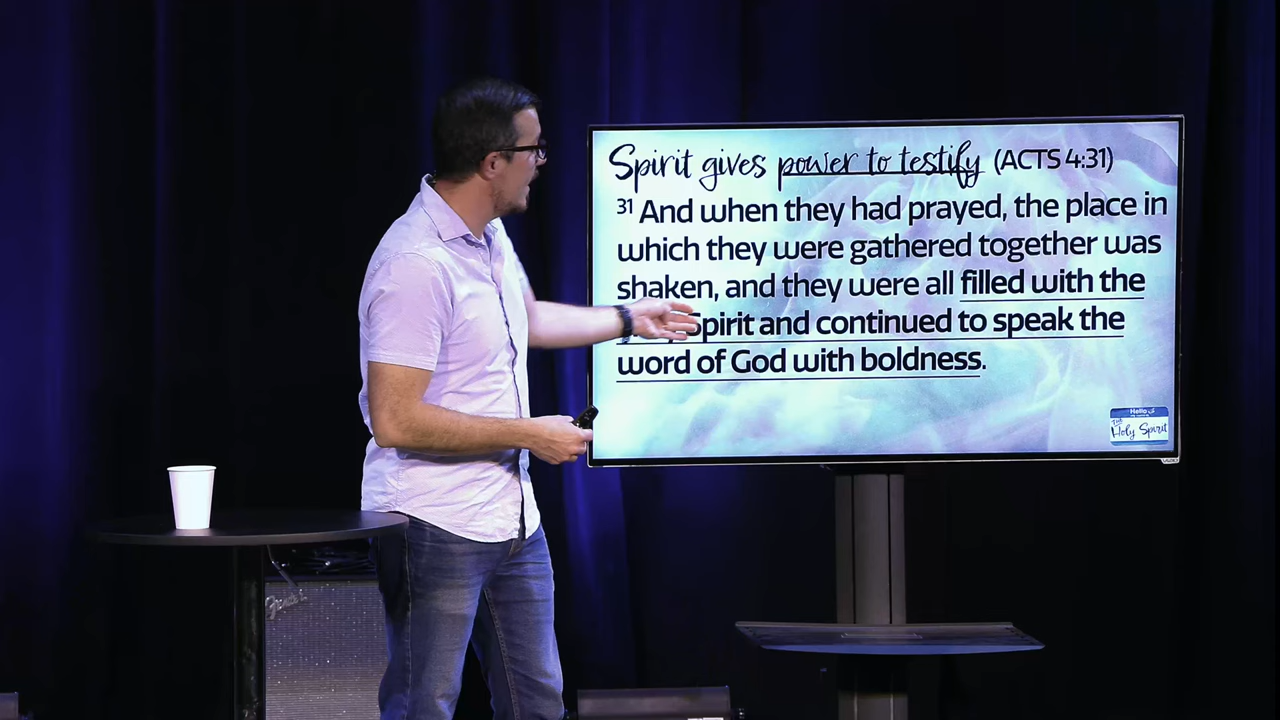 Spirit gives power to testify (ACTS 4:31)
31 And when they had prayed, the place in
which they were gathered together was
shaken, and they were all filled with the
Spirit and continued to speak the
word of God with boldness.
Hello
The
Holy Spirit
Fender